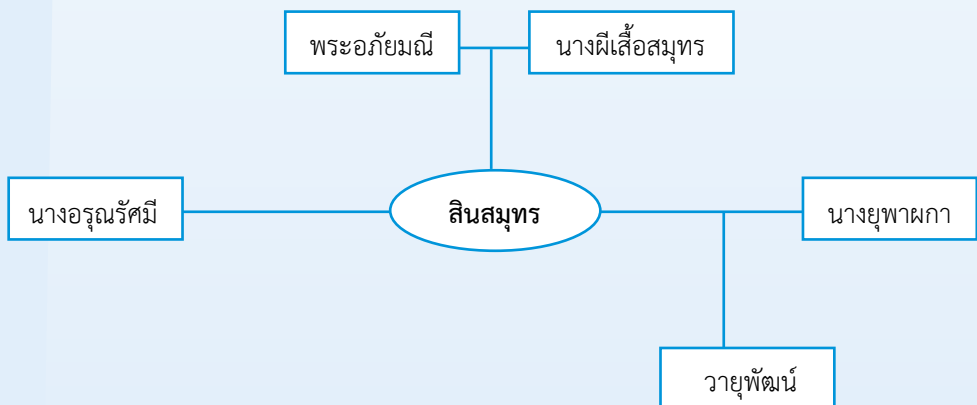 พระอภัยมณี
นางผีเสื้อสมุทร
นางอรุณรัศมี
สินสมุทร
นางยุพาผกา
วายุพัฒน์